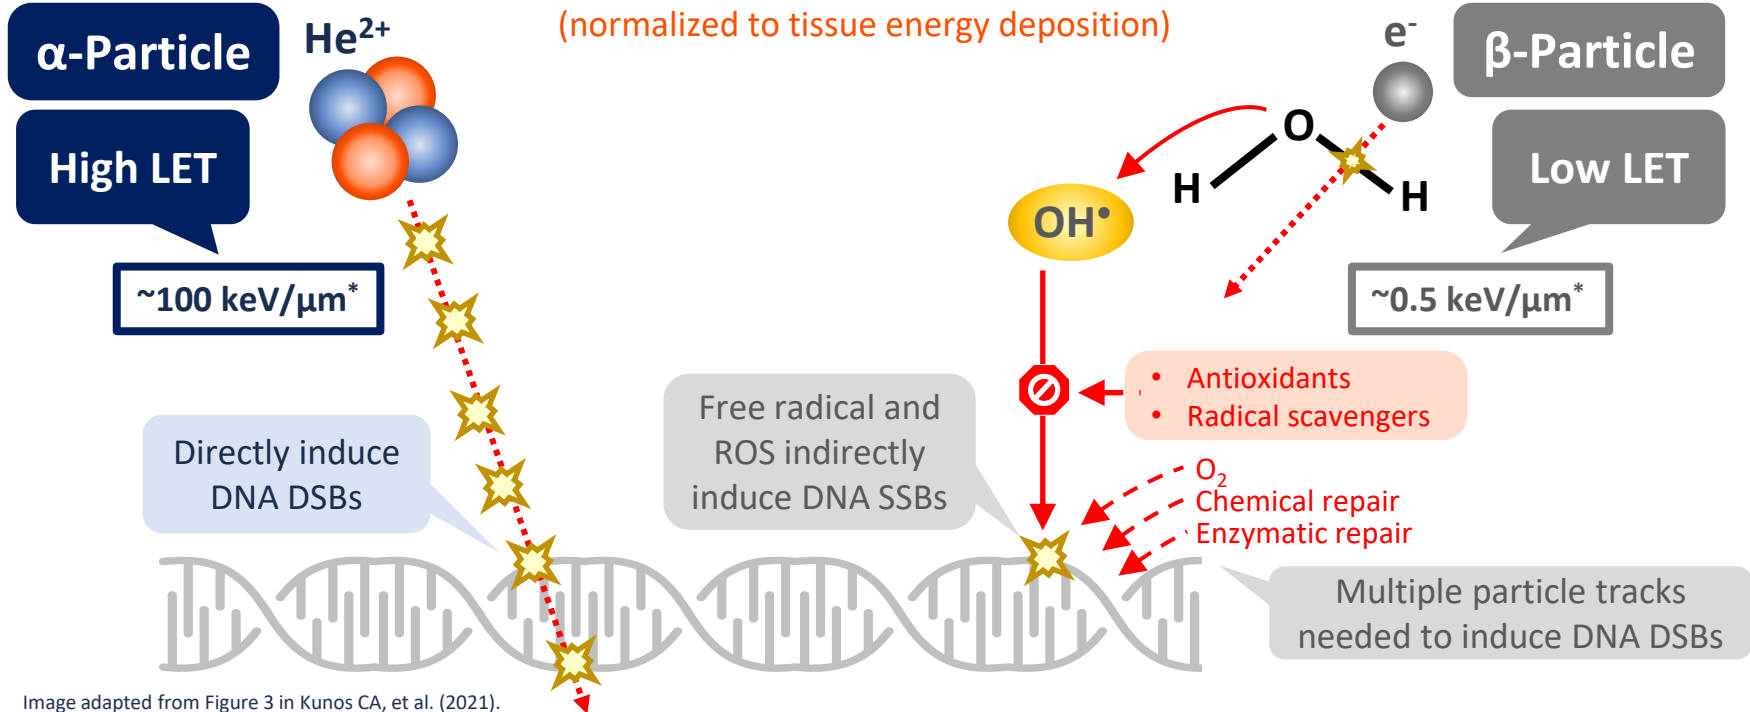 (normalized to tissue energy deposition)
α-Particle
He²⁺
High LET
~100 keV/µm*
Directly induce
DNA DSBs
e⁻
β-Particle
Low LET
~0.5 keV/µm*
O
H
H
OH•
Free radical and
ROS indirectly
induce DNA SSBs
• Antioxidants
• Radical scavengers
O₂
Chemical repair
Enzymatic repair
Multiple particle tracks
needed to induce DNA DSBs
Image adapted from Figure 3 in Kunos CA, et al. (2021).